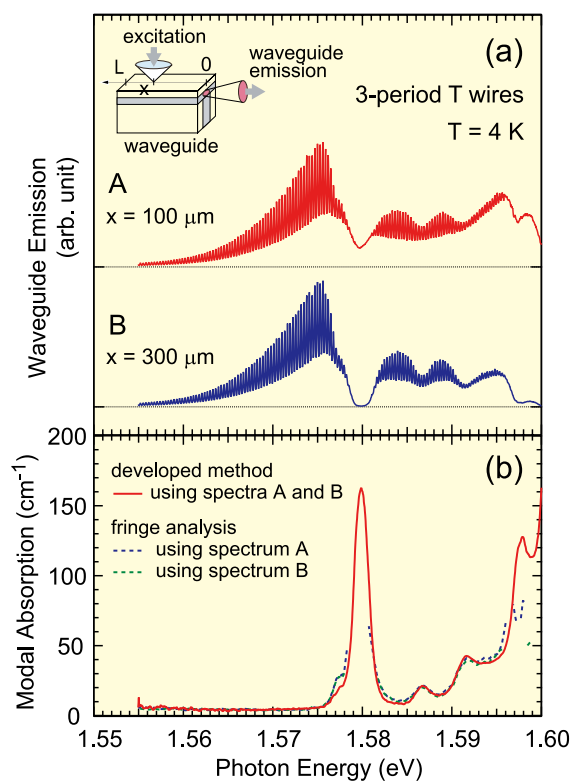 excitation
(a)
L
0
waveguide
emission
x
3-period T wires
waveguide
T = 4 K
A
x = 100 μm
B
x = 300 μm
Waveguide Emission
(arb. unit)
200
150
100
50
0
Modal Absorption (cm⁻¹)
(b)
developed method
using spectra A and B
fringe analysis
using spectrum A
using spectrum B
1.55 1.56 1.57 1.58 1.59 1.60
Photon Energy (eV)